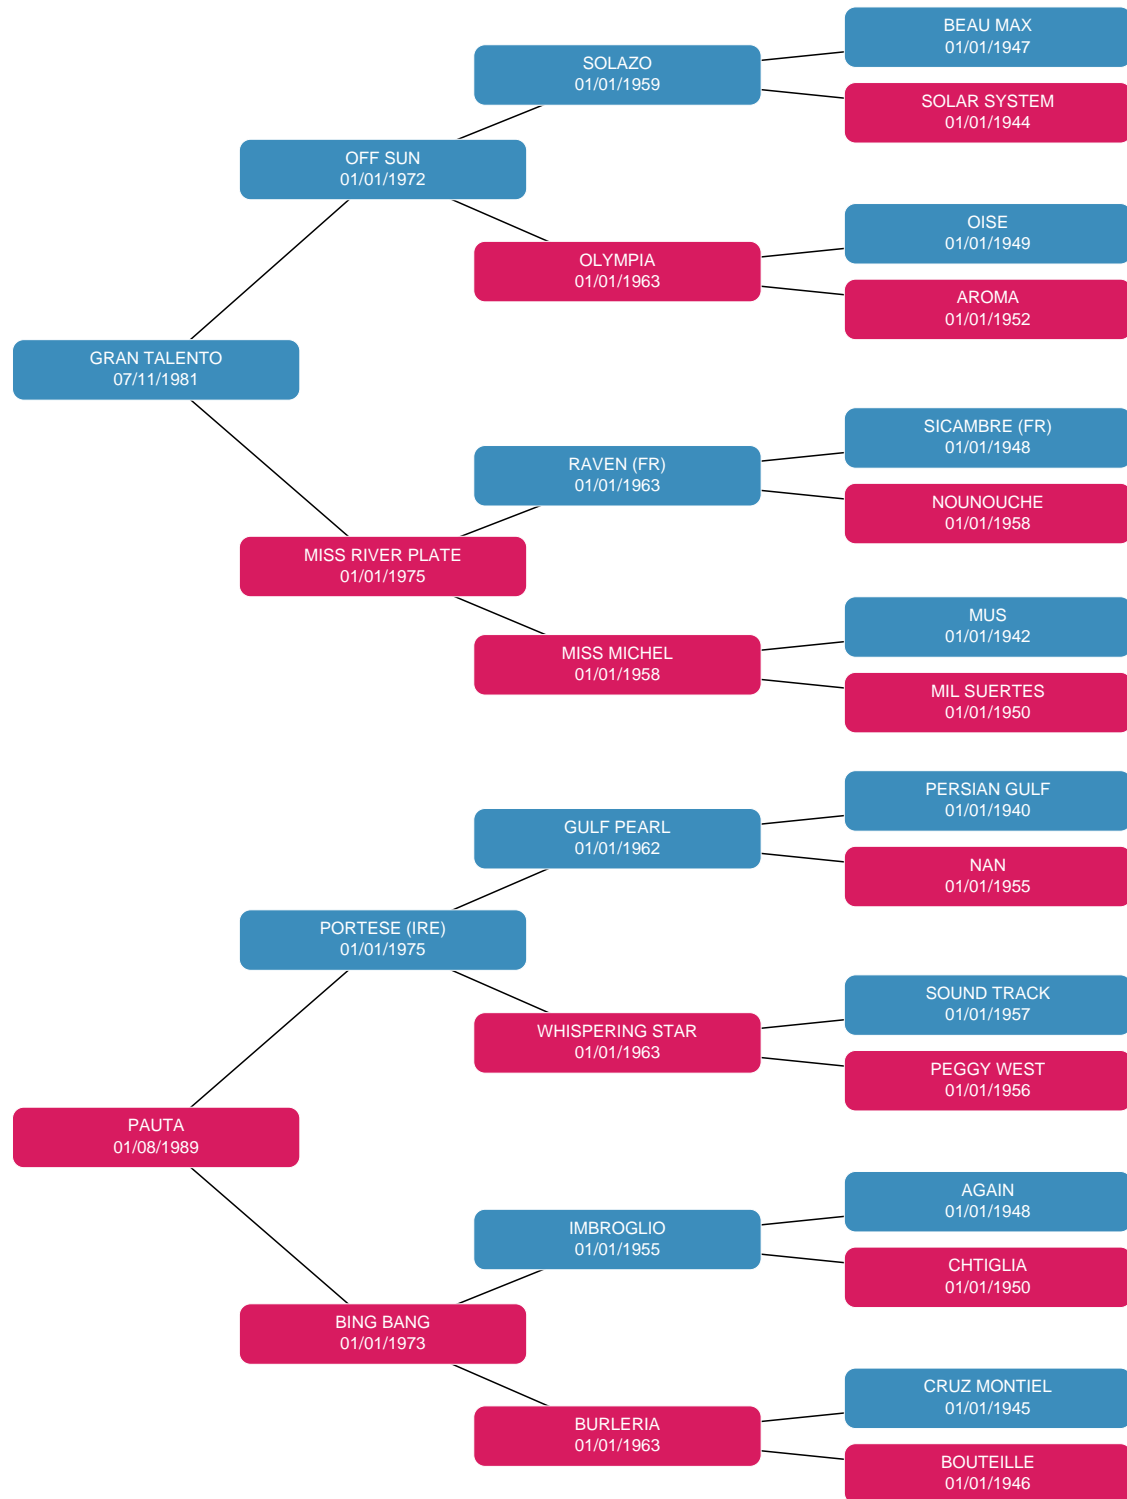 BEAU MAX
01/01/1947
SOLAZO
01/01/1959
SOLAR SYSTEM
01/01/1944
OFF SUN
01/01/1972
OISE
01/01/1949
OLYMPIA
01/01/1963
AROMA
01/01/1952
GRAN TALENTO
07/11/1981
SICAMBRE (FR)
01/01/1948
RAVEN (FR)
01/01/1963
NOUNOUCHE
01/01/1958
MISS RIVER PLATE
01/01/1975
MUS
01/01/1942
MISS MICHEL
01/01/1958
MIL SUERTES
01/01/1950
PERSIAN GULF
01/01/1940
GULF PEARL
01/01/1962
NAN
01/01/1955
PORTESE (IRE)
01/01/1975
SOUND TRACK
01/01/1957
WHISPERING STAR
01/01/1963
PEGGY WEST
01/01/1956
PAUTA
01/08/1989
AGAIN
01/01/1948
IMBROGLIO
01/01/1955
CHTIGLIA
01/01/1950
BING BANG
01/01/1973
CRUZ MONTIEL
01/01/1945
BURLERIA
01/01/1963
BOUTEILLE
01/01/1946